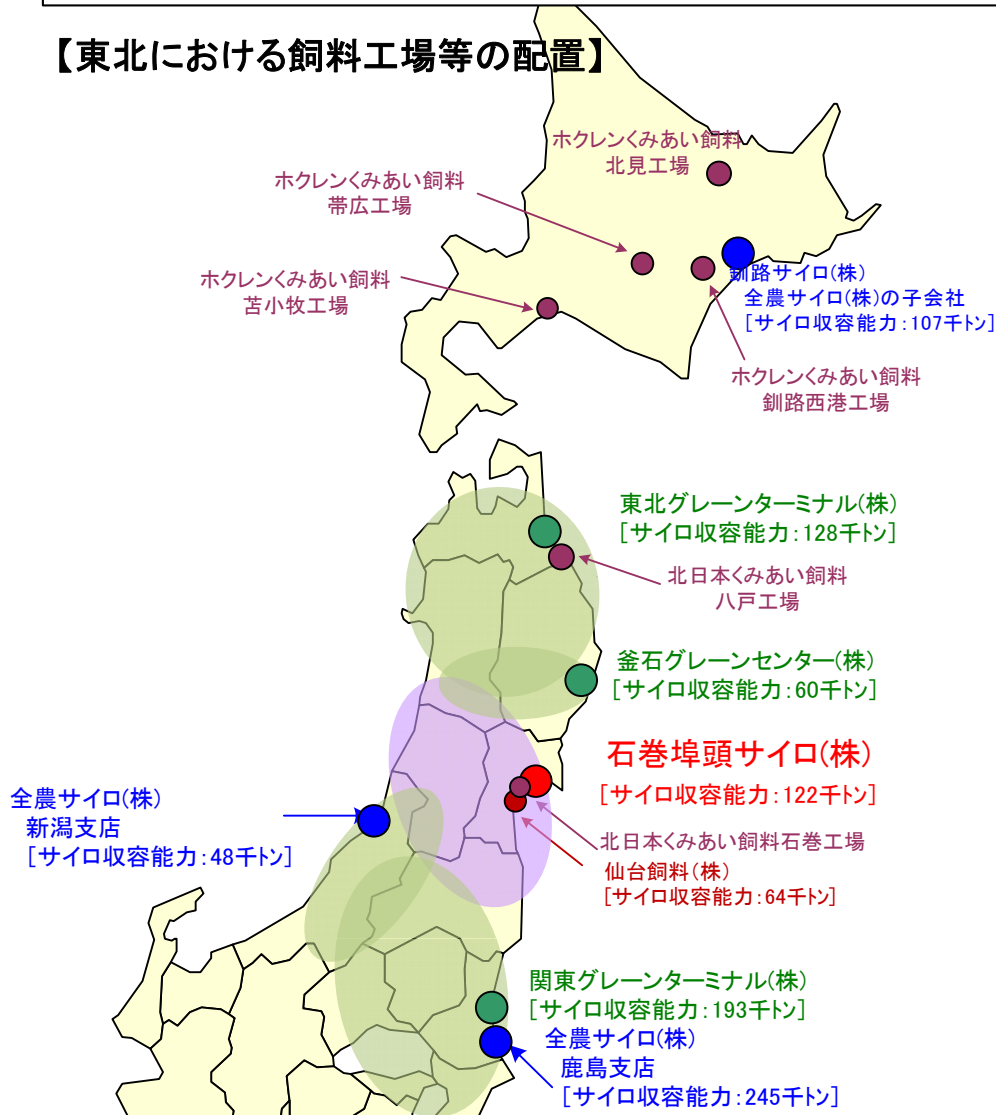 【東北における飼料工場等の配置】
ホクレンくみあい飼料
北見工場
ホクレンくみあい飼料
帯広工場
ホクレンくみあい飼料
苫小牧工場
釧路サイロ(株)
全農サイロ(株)の子会社
[サイロ収容能力:107千トン]
ホクレンくみあい飼料
釧路西港工場
東北グレーンターミナル(株)
[サイロ収容能力:128千トン]
北日本くみあい飼料
八戸工場
釜石グレーンセンター(株)
[サイロ収容能力:60千トン]
石巻埠頭サイロ(株)
[サイロ収容能力:122千トン]
全農サイロ(株)
新潟支店
[サイロ収容能力:48千トン]
北日本くみあい飼料石巻工場
仙台飼料(株)
[サイロ収容能力:64千トン]
関東グレーンターミナル(株)
[サイロ収容能力:193千トン]
全農サイロ(株)
鹿島支店
[サイロ収容能力:245千トン]